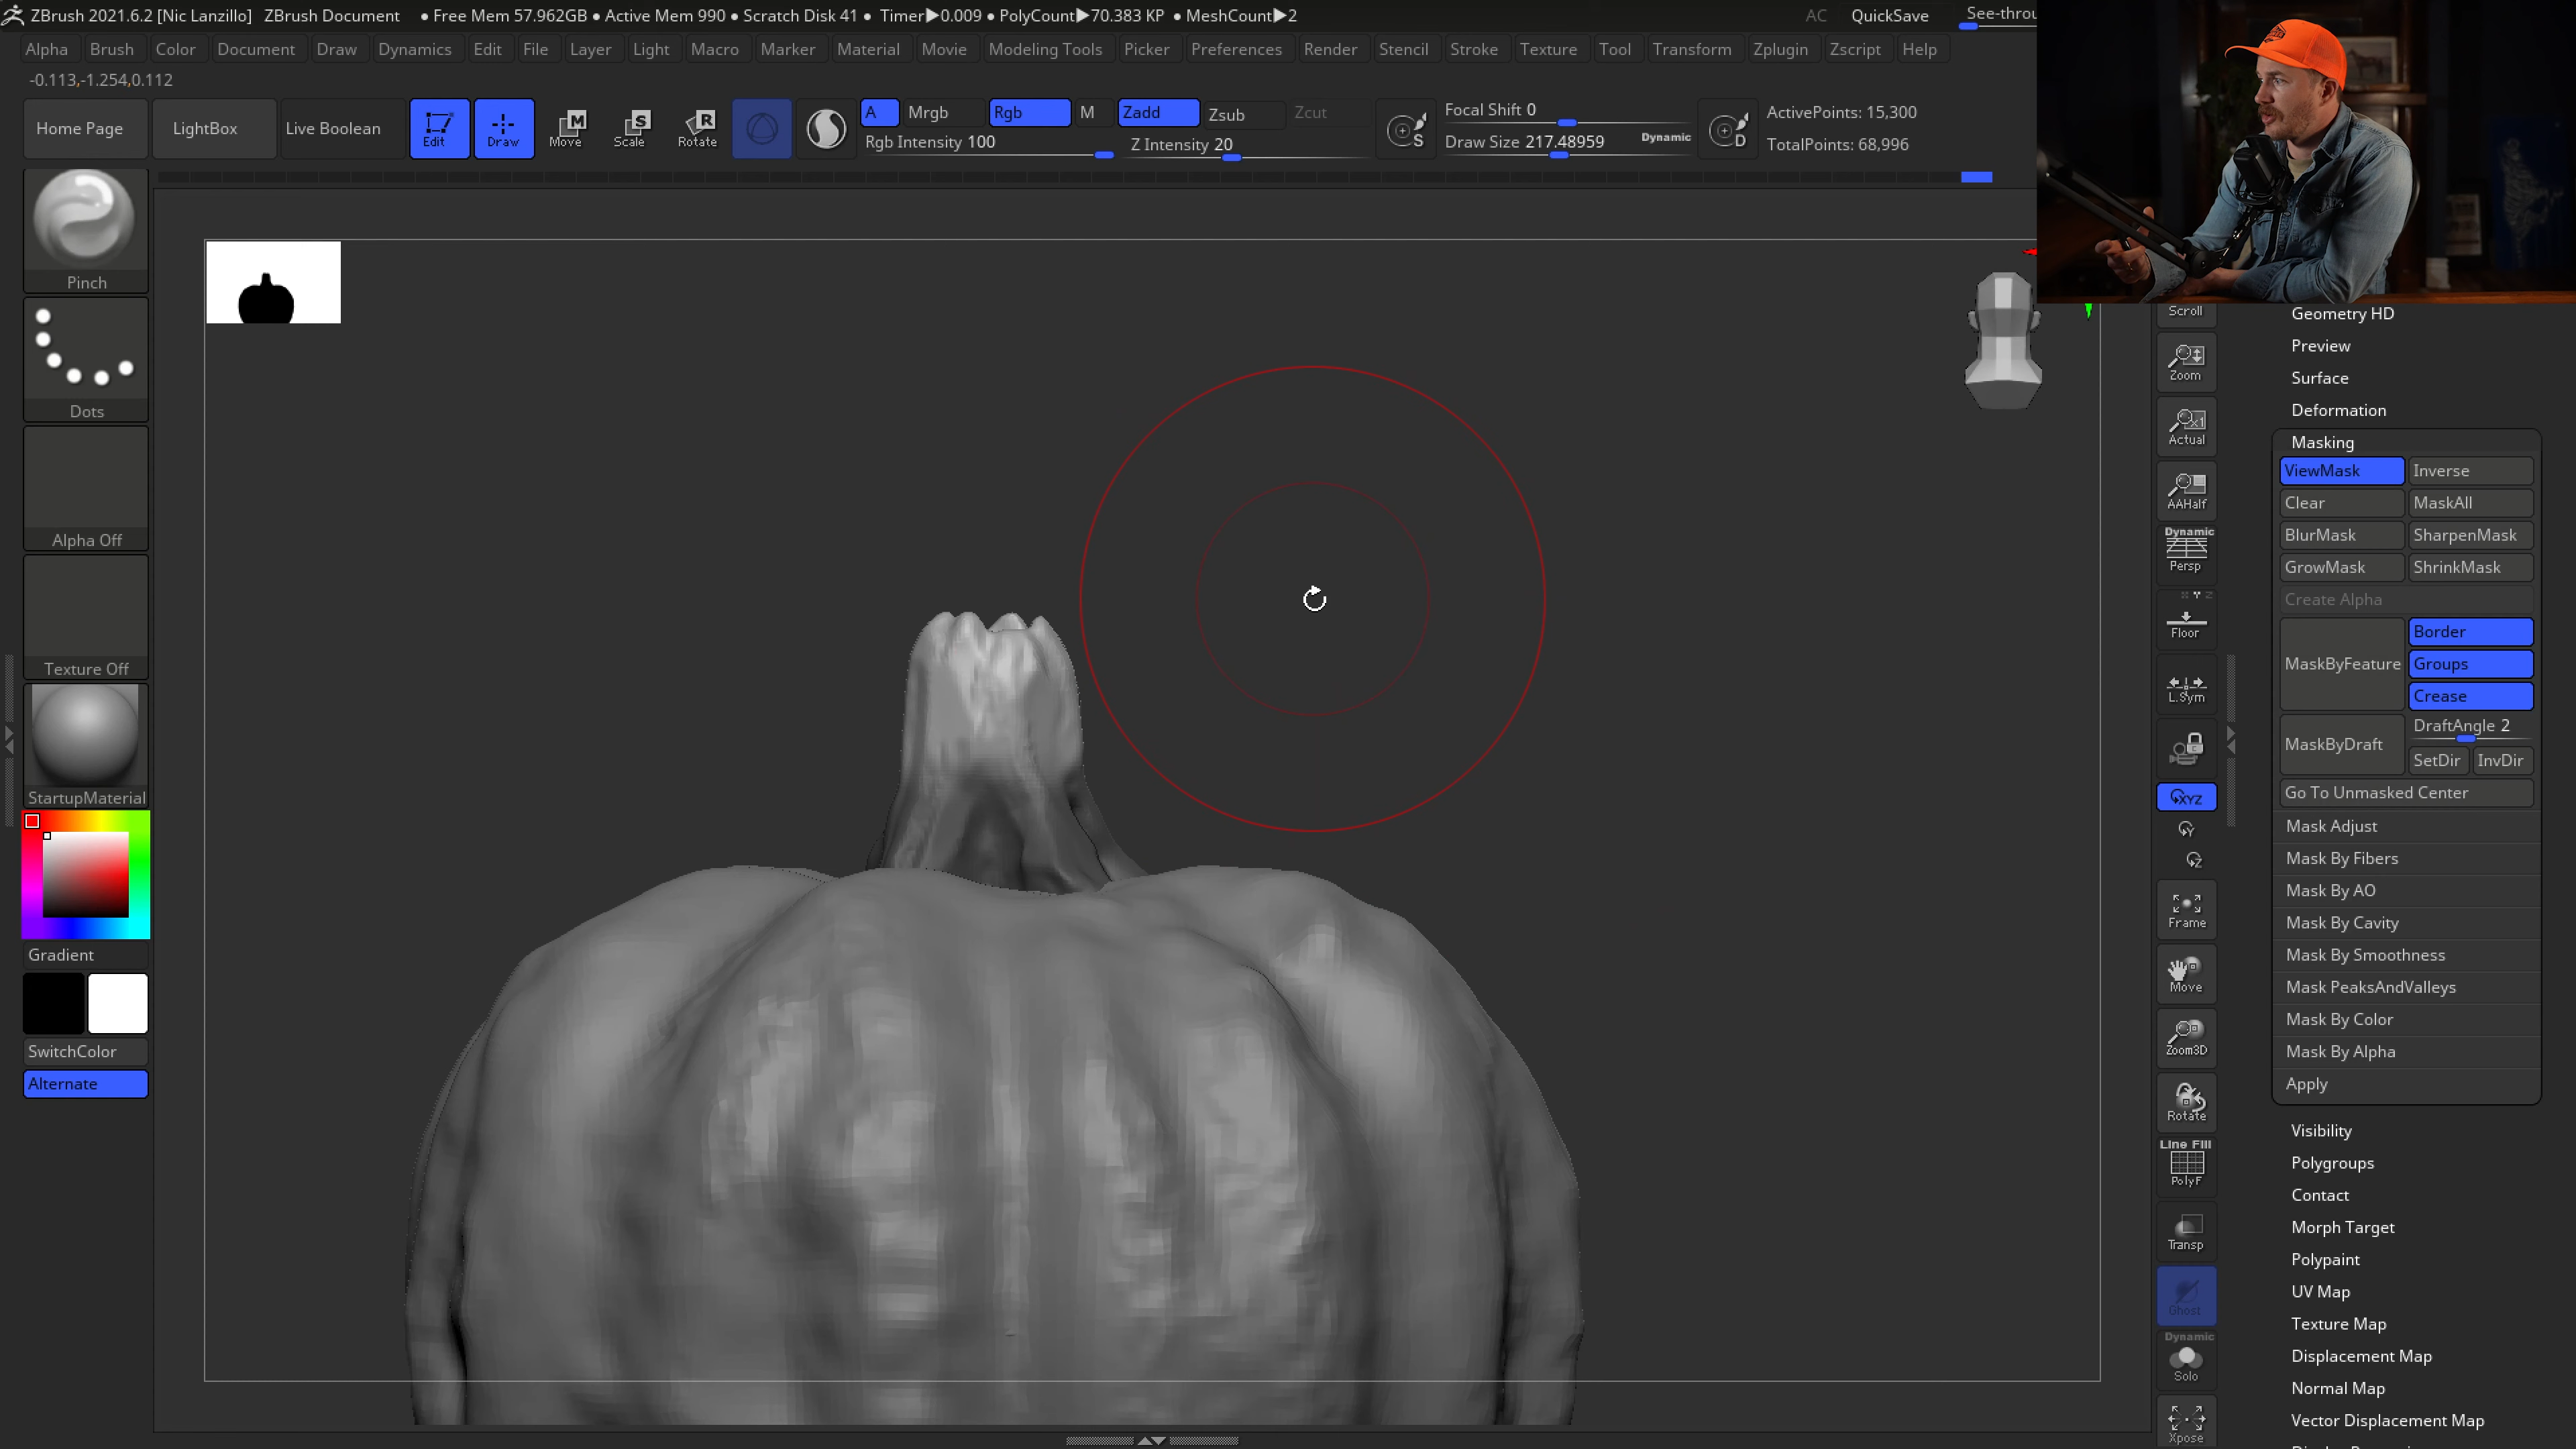 ZBrush 2021.6.2 [Nic Lanzillo] ZBrush Document • Free Mem 57.962GB • Active Mem 990 • Scratch Disk 41 • Timer▶0.009 • PolyCount▶70.383 KP • MeshCount▶2 AC QuickSave See-throu
Alpha Brush Color Document Draw Dynamics Edit File Layer Light Macro Marker Material Movie Modeling Tools Picker Preferences Render Stencil Stroke Texture Tool Transform Zplugin Zscript Help
-0.113,-1.254,0.112
Home Page LightBox Live Boolean Edit Draw Move Scale Rotate
A Mrgb Rgb M Zadd Zsub Zcut
Rgb Intensity 100 Z Intensity 20
Focal Shift 0
Draw Size 217.48959 Dynamic
ActivePoints: 15,300
TotalPoints: 68,996
Pinch
Dots
Alpha Off
Texture Off
StartupMaterial
Gradient
SwitchColor
Alternate
Scroll
Zoom
Actual
AAHalf
Dynamic
Persp
Floor
L.Sym
XYZ
Y
Z
Frame
Move
Zoom3D
Rotate
Line Fill
PolyF
Transp
Ghost
Dynamic
Solo
Xpose
Geometry HD
Preview
Surface
Deformation
Masking
ViewMask Inverse
Clear MaskAll
BlurMask SharpenMask
GrowMask ShrinkMask
Create Alpha
MaskByFeature Border
Groups
Crease
MaskByDraft DraftAngle 2
SetDir InvDir
Go To Unmasked Center
Mask Adjust
Mask By Fibers
Mask By AO
Mask By Cavity
Mask By Smoothness
Mask PeaksAndValleys
Mask By Color
Mask By Alpha
Apply
Visibility
Polygroups
Contact
Morph Target
Polypaint
UV Map
Texture Map
Displacement Map
Normal Map
Vector Displacement Map